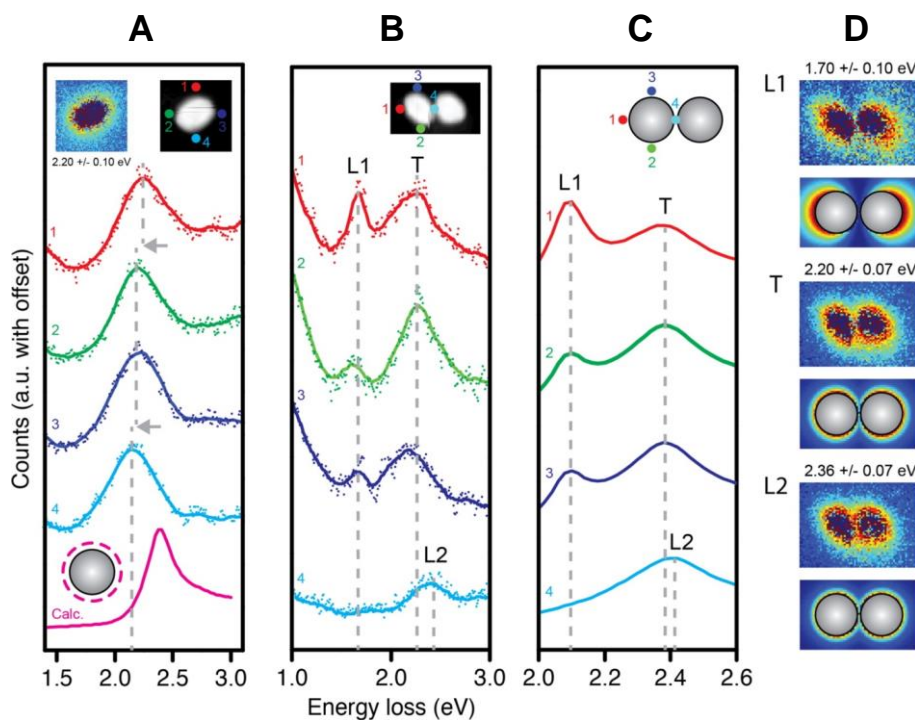 A B C D
L1
1.70 +/- 0.10 eV
1 2 3 4
2.20 +/- 0.10 eV
1
2
3
4
Calc.
1.5 2.0 2.5 3.0
1 2 3 4
L1 T
1
2
3
4
L2
1.0 2.0 3.0
3
1 4
2
L1 T
1
2
3
4
L2
2.0 2.2 2.4 2.6
T
2.20 +/- 0.07 eV
L2
2.36 +/- 0.07 eV
Counts (a.u. with offset)
Energy loss (eV)